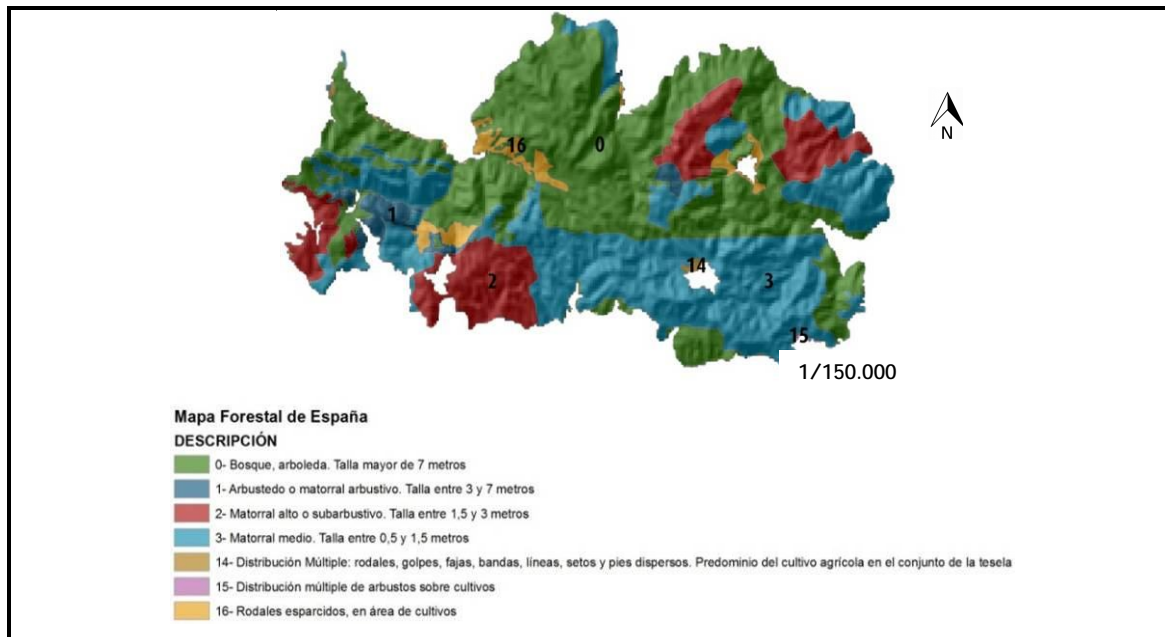 16
0
N
1
14
2
3
15
1/150.000
Mapa Forestal de España
DESCRIPCIÓN
0- Bosque, arboleda. Talla mayor de 7 metros
1- Arbustedo o matorral arbustivo. Talla entre 3 y 7 metros
2- Matorral alto o subarbustivo. Talla entre 1,5 y 3 metros
3- Matorral medio. Talla entre 0,5 y 1,5 metros
14- Distribución Múltiple: rodales, golpes, fajas, bandas, líneas, setos y pies dispersos. Predominio del cultivo agrícola en el conjunto de la tesela
15- Distribución múltiple de arbustos sobre cultivos
16- Rodales esparcidos, en área de cultivos